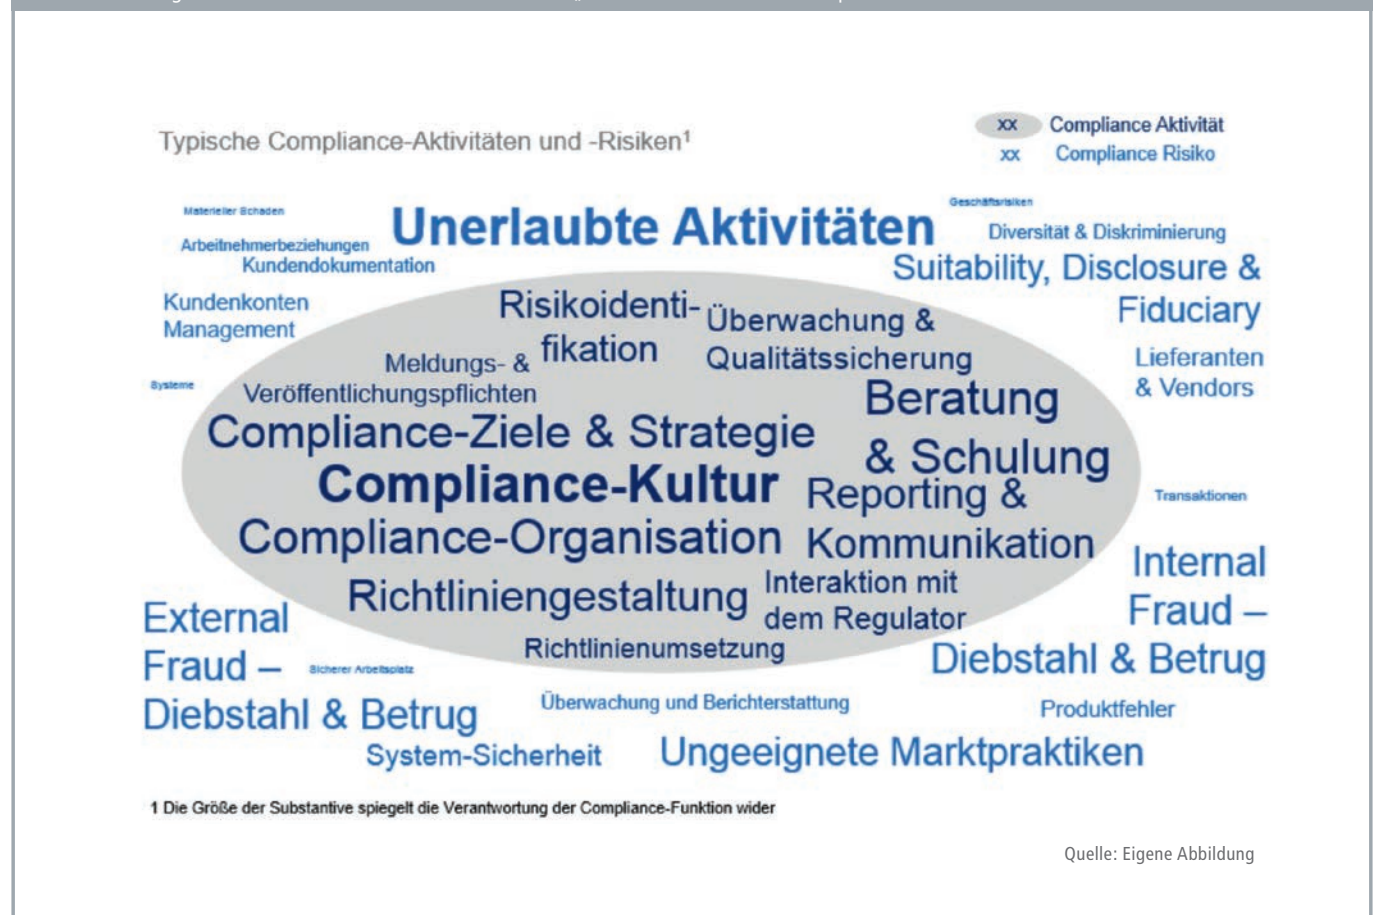 Typische Compliance-Aktivitäten und -Risiken¹
xx Compliance Aktivität
xx Compliance Risiko
Materieller Schaden
Unerlaubte Aktivitäten
Geschäftsrisiken
Arbeitnehmerbeziehungen
Diversität & Diskriminierung
Kundendokumentation
Suitability, Disclosure &
Fiduciary
Kundenkonten
Management
Risikoidenti-
fikation
Überwachung &
Qualitätssicherung
Meldungs- &
Veröffentlichungspflichten
Lieferanten
& Vendors
Systeme
Beratung
& Schulung
Compliance-Ziele & Strategie
Compliance-Kultur
Reporting &
Kommunikation
Transaktionen
Compliance-Organisation
Internal
Fraud –
Diebstahl & Betrug
Richtliniengestaltung
Interaktion mit
dem Regulator
External
Fraud –
Diebstahl & Betrug
Richtlinienumsetzung
Sicherer Arbeitsplatz
Überwachung und Berichterstattung
Produktfehler
System-Sicherheit
Ungeeignete Marktpraktiken
1 Die Größe der Substantive spiegelt die Verantwortung der Compliance-Funktion wider
Quelle: Eigene Abbildung